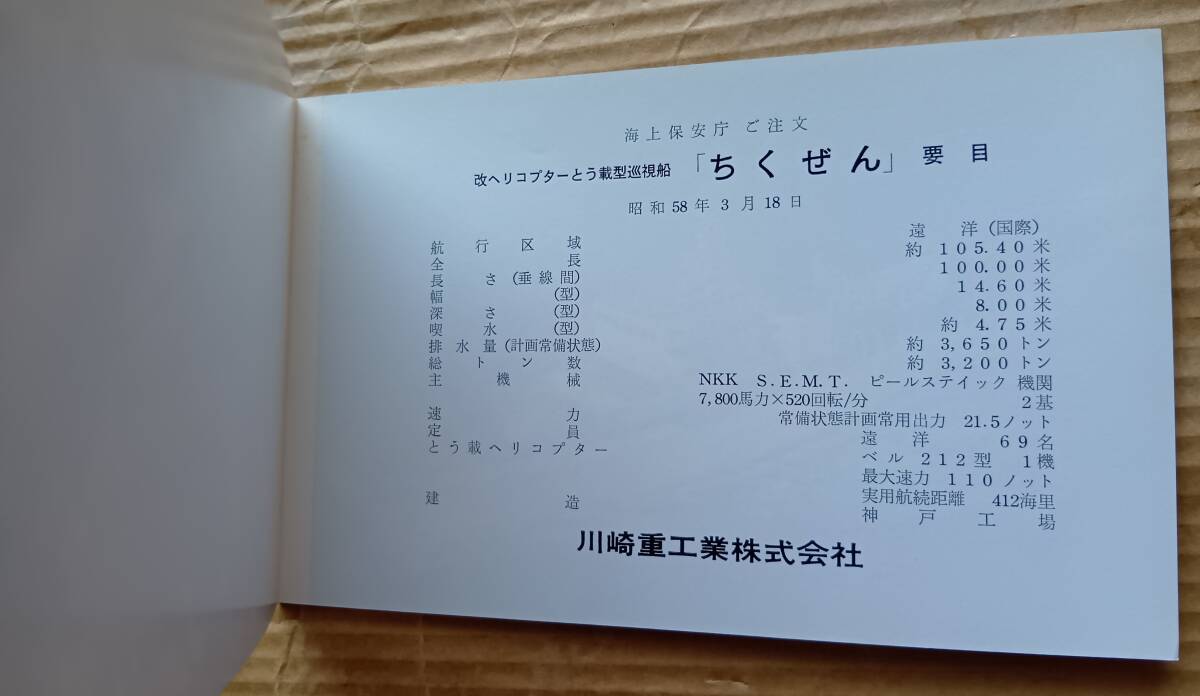 海上保安庁 ご注文
改ヘリコプターとう載型巡視船 「ちくぜん」 要目
昭和58年3月18日
航行区域 遠洋(国際)
全長 約105.40米
長さ(垂線間) 100.00米
幅(型) 14.60米
深さ(型) 8.00米
喫水(型) 約4.75米
排水量(計画常備状態) 約3,650トン
総トン数 約3,200トン
主機械 NKK S.E.M.T. ピールステイック機関
7,800馬力×520回転/分 2基
速力 常備状態計画常用出力 21.5ノット
定員 遠洋 69名
とう載ヘリコプター ベル212型 1機
最大速力 110ノット
実用航続距離 412海里
建造 神戸工場
川崎重工業株式会社